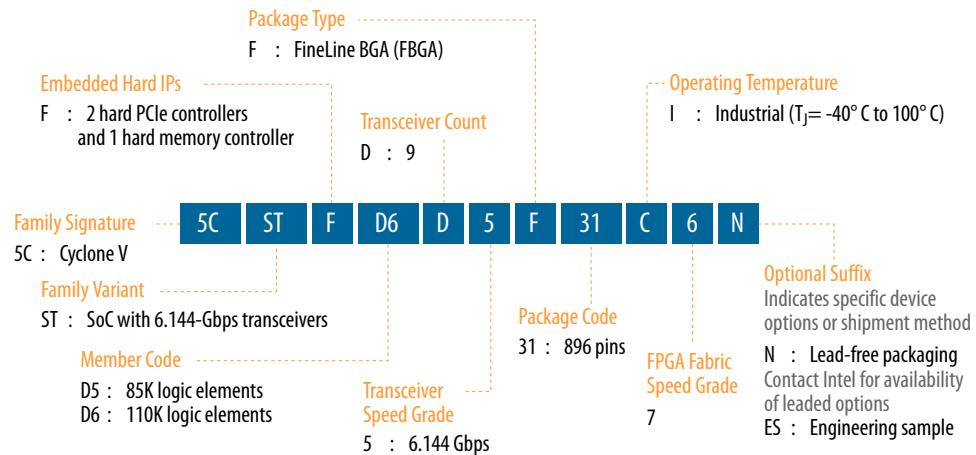 Package Type
F : FineLine BGA (FBGA)
Embedded Hard IPs
F : 2 hard PCIe controllers
and 1 hard memory controller
Transceiver Count
D : 9
Operating Temperature
I : Industrial (TJ= -40° C to 100° C)
Family Signature
5C : Cyclone V
5C ST F D6 D 5 F 31 C 6 N
Family Variant
ST : SoC with 6.144-Gbps transceivers
Member Code
D5 : 85K logic elements
D6 : 110K logic elements
Transceiver
Speed Grade
5 : 6.144 Gbps
Package Code
31 : 896 pins
FPGA Fabric
Speed Grade
7
Optional Suffix
Indicates specific device
options or shipment method
N : Lead-free packaging
Contact Intel for availability
of leaded options
ES : Engineering sample